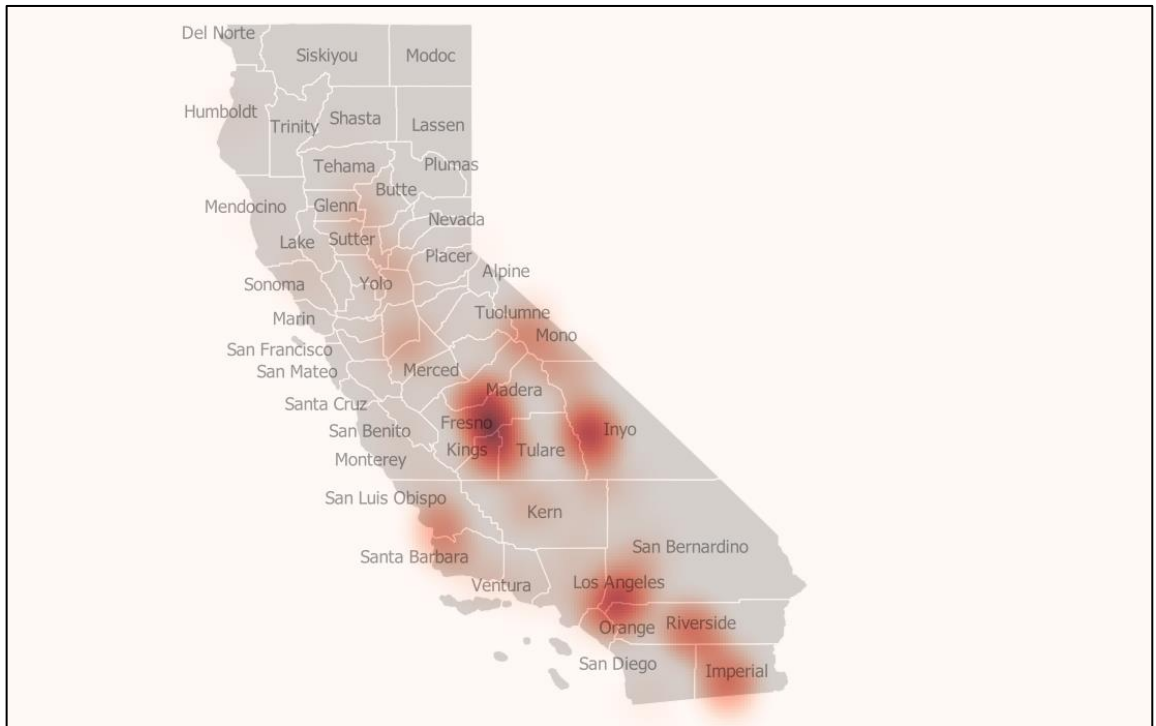 Del Norte
Siskiyou
Modoc
Humboldt
Trinity
Shasta
Lassen
Tehama
Plumas
Butte
Mendocino
Glenn
Nevada
Lake
Sutter
Placer
Sonoma
Yolo
Alpine
Marin
Tuolumne
Mono
San Francisco
San Mateo
Merced
Santa Cruz
Madera
San Benito
Fresno
Inyo
Monterey
Kings
Tulare
San Luis Obispo
Kern
Santa Barbara
San Bernardino
Ventura
Los Angeles
Orange
Riverside
San Diego
Imperial